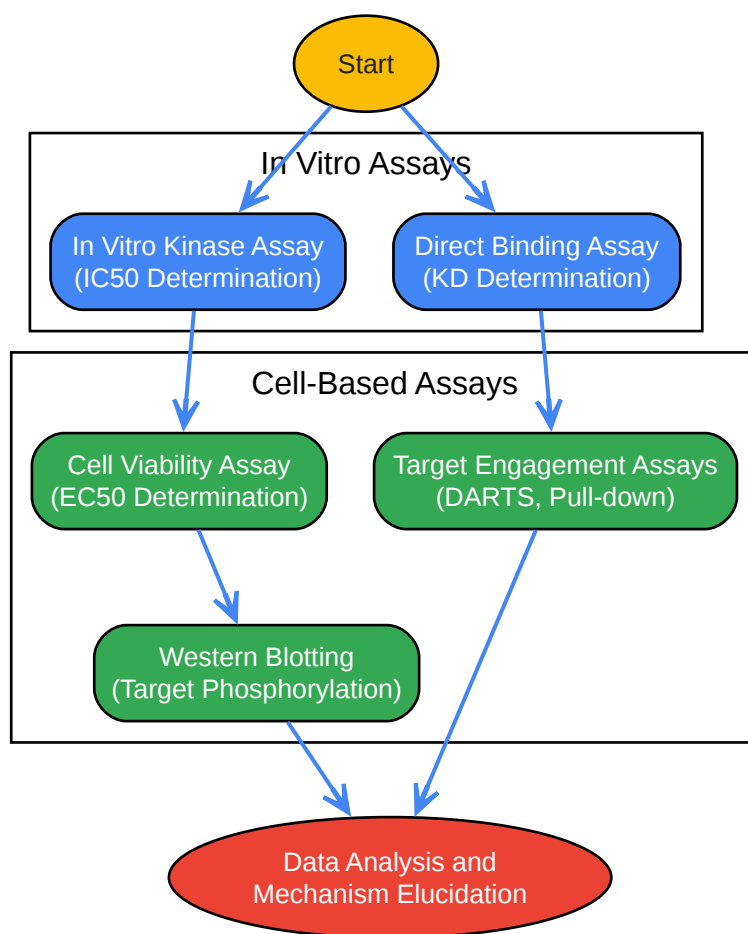 Start
In Vitro Assays
In Vitro Kinase Assay
(IC50 Determination)
Direct Binding Assay
(KD Determination)
Cell-Based Assays
Cell Viability Assay
(EC50 Determination)
Target Engagement Assays
(DARTS, Pull-down)
Western Blotting
(Target Phosphorylation)
Data Analysis and
Mechanism Elucidation